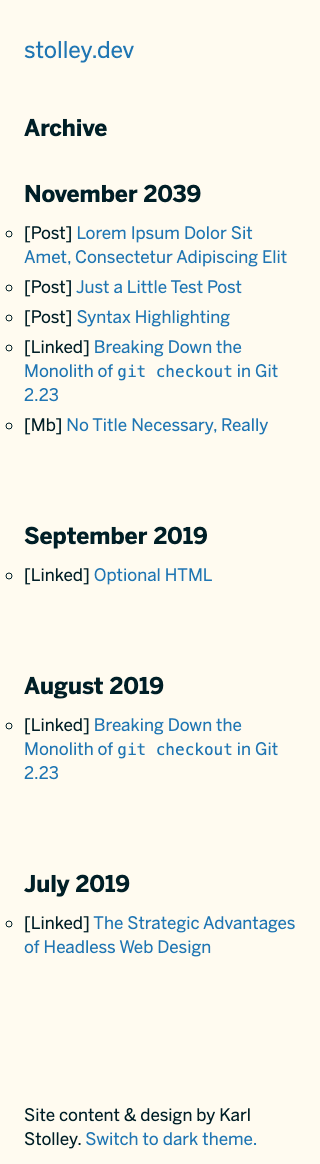 stolley.dev
Archive
November 2039
[Post] Lorem Ipsum Dolor Sit
Amet, Consectetur Adipiscing Elit
[Post] Just a Little Test Post
[Post] Syntax Highlighting
[Linked] Breaking Down the
Monolith of git checkout in Git
2.23
[Mb] No Title Necessary, Really
September 2019
[Linked] Optional HTML
August 2019
[Linked] Breaking Down the
Monolith of git checkout in Git
2.23
July 2019
[Linked] The Strategic Advantages
of Headless Web Design
Site content & design by Karl
Stolley. Switch to dark theme.